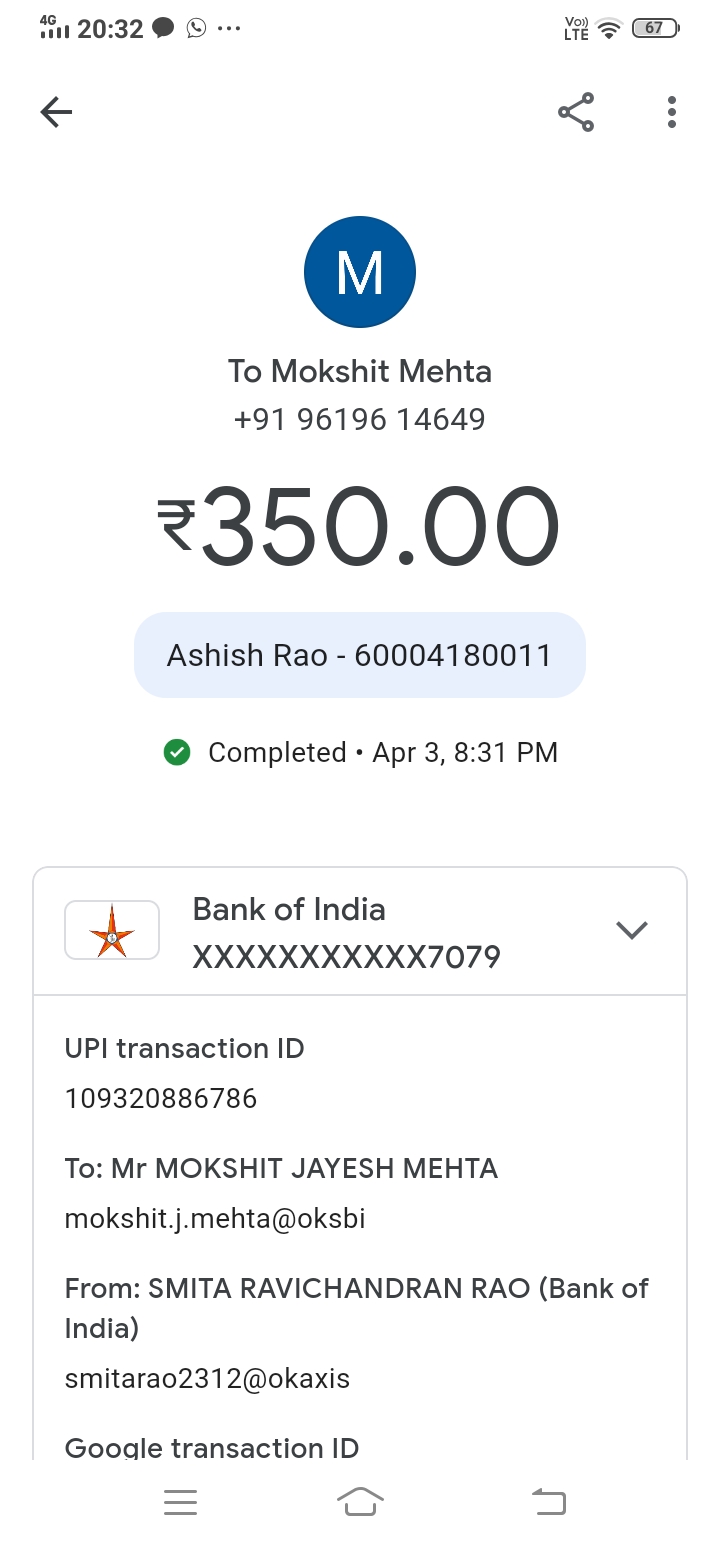 4G 20:32 Vo)) LTE 67
M
To Mokshit Mehta
+91 96196 14649
₹350.00
Ashish Rao - 60004180011
Completed • Apr 3, 8:31 PM
Bank of India
XXXXXXXXXXX7079
UPI transaction ID
109320886786
To: Mr MOKSHIT JAYESH MEHTA
mokshit.j.mehta@oksbi
From: SMITA RAVICHANDRAN RAO (Bank of
India)
smitarao2312@okaxis
Google transaction ID